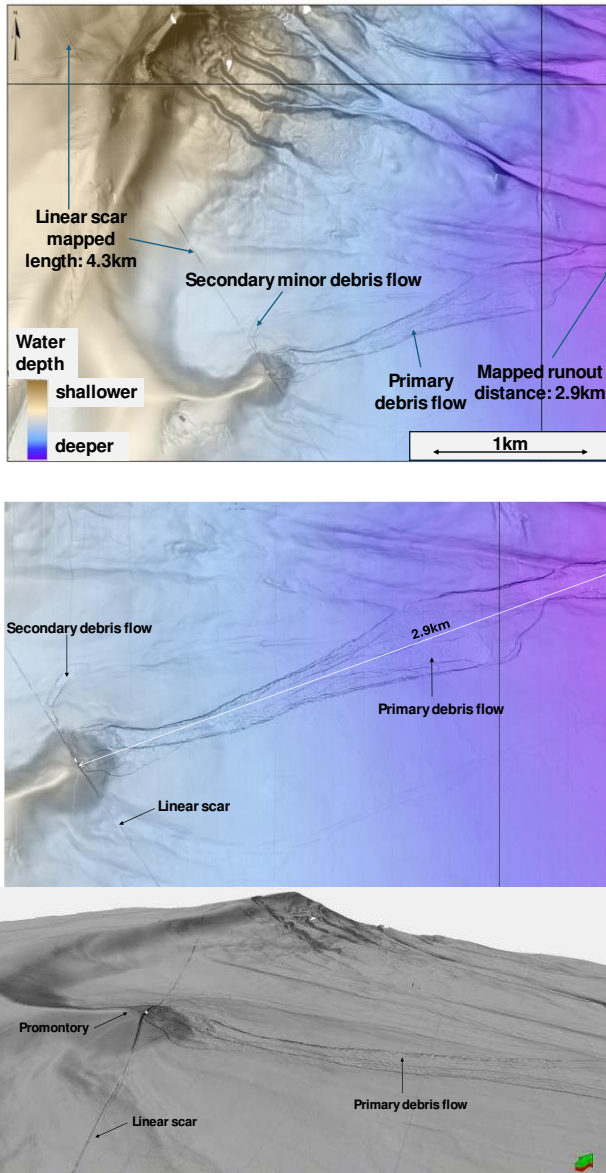 N
Linear scar
mapped
length: 4.3km
Secondary minor debris flow
Water
depth
shallower
deeper
Primary
debris flow
Mapped runout
distance: 2.9km
1km
Secondary debris flow
2.9km
Primary debris flow
Linear scar
Promontory
Primary debris flow
Linear scar